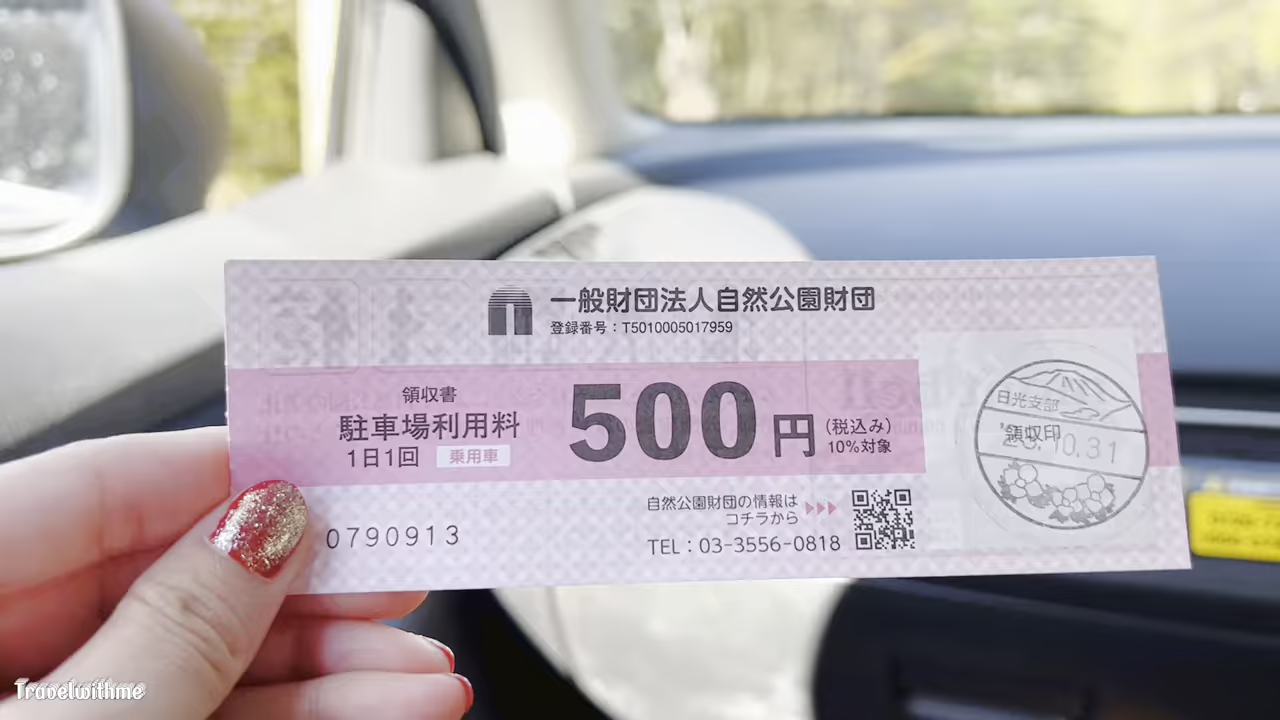 一般財団法人自然公園財団
登録番号：T5010005017959
領収書
駐車場利用料
1日1回 乗用車
500円 (税込み)
10%対象
日光支部
領収印
自然公園財団の情報は
コチラから
TEL：03-3556-0818
0790913
Travelwithme